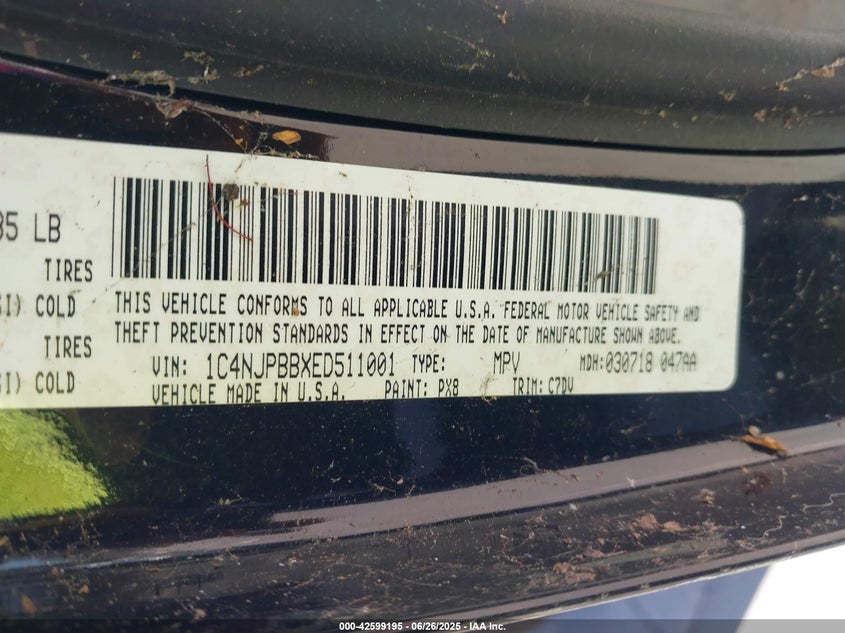 35 LB
TIRES
SI) COLD
TIRES
SI) COLD
THIS VEHICLE CONFORMS TO ALL APPLICABLE U.S.A. FEDERAL MOTOR VEHICLE SAFETY AND
THEFT PREVENTION STANDARDS IN EFFECT ON THE DATE OF MANUFACTURE SHOWN ABOVE.
VIN: 1C4NJPBBXED511001 TYPE: MPV MDH:030718 047AA
VEHICLE MADE IN U.S.A. PAINT: PX8 TRIM: C7DV
000-42599195 - 06/26/2025 - IAA Inc.